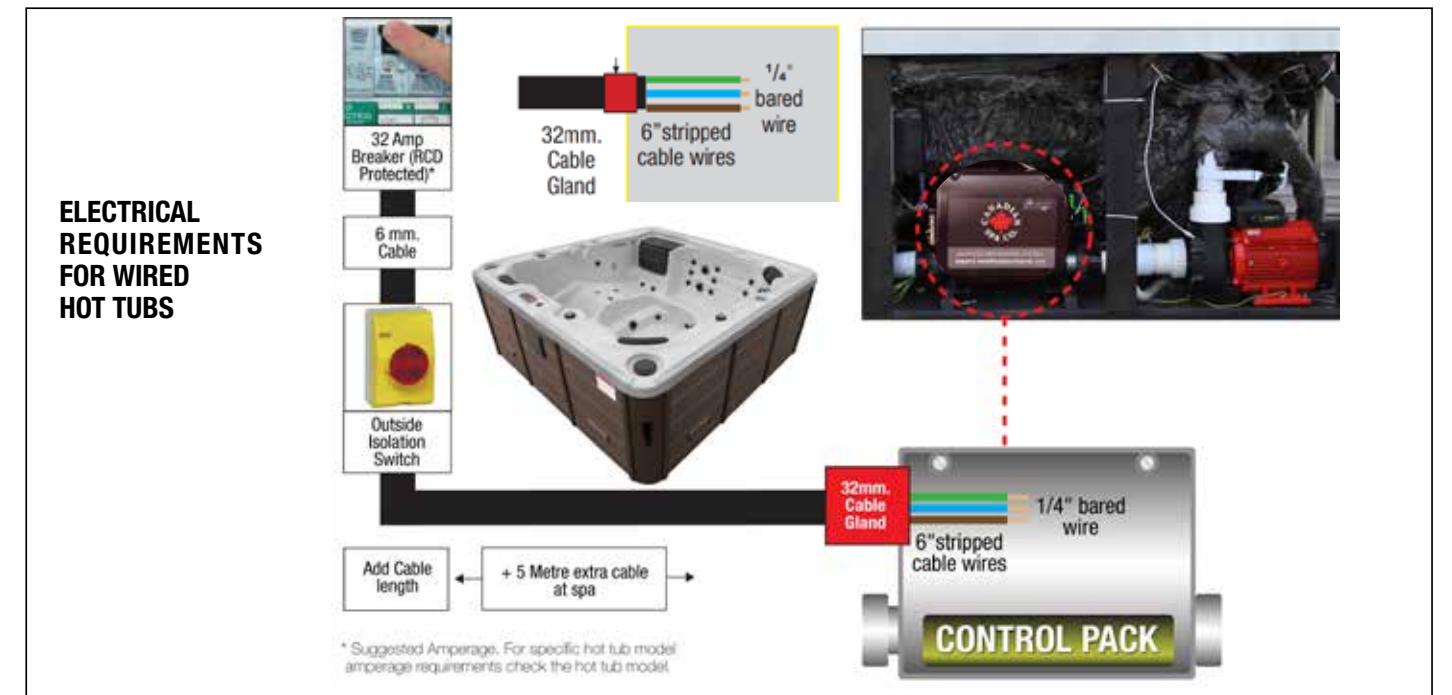 ELECTRICAL
REQUIREMENTS
FOR WIRED
HOT TUBS
32 Amp
Breaker (RCD
Protected)*
6 mm.
Cable
Outside
Isolation
Switch
32mm.
Cable
Gland
6"stripped
cable wires
1/4"
bared
wire
CANADIAN
SPA CO.
32mm.
Cable
Gland
6"stripped
cable wires
1/4" bared
wire
CONTROL PACK
Add Cable
length
+ 5 Metre extra cable
at spa
* Suggested Amperage. For specific hot tub model
amperage requirements check the hot tub model.